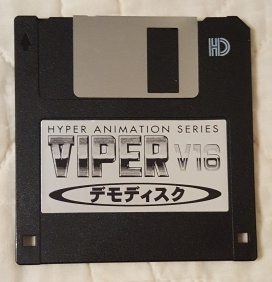 HD
HYPER ANIMATION SERIES
VIPER V16
デモディスク